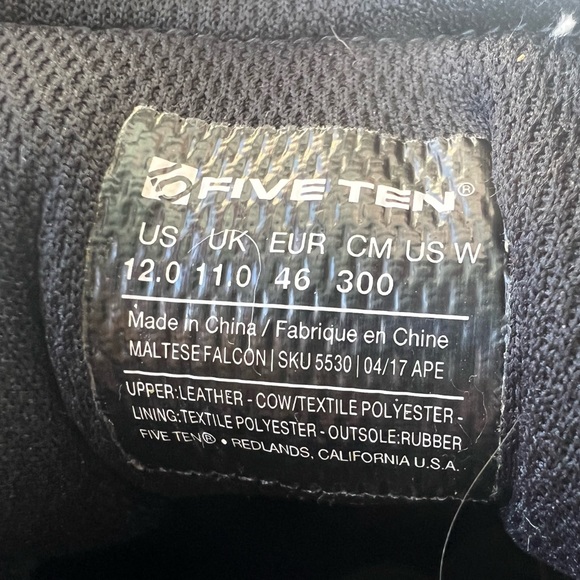 FIVE TEN®
US UK EUR CM US W
12.0 11.0 46 300
Made in China / Fabrique en Chine
MALTESE FALCON | SKU 5530 | 04/17 APE
UPPER:LEATHER - COW/TEXTILE POLYESTER -
LINING:TEXTILE POLYESTER - OUTSOLE:RUBBER
FIVE TEN® • REDLANDS, CALIFORNIA U.S.A.